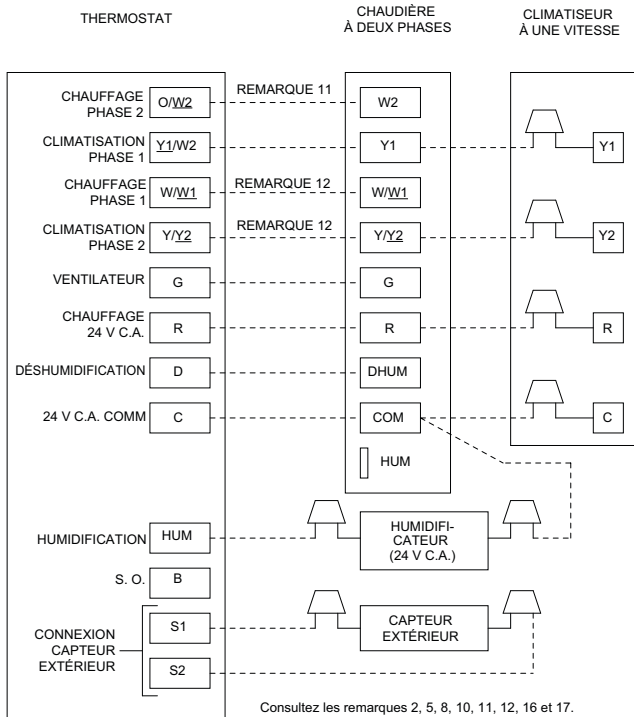 THERMOSTAT
CHAUDIÈRE
À DEUX PHASES
CLIMATISEUR
À UNE VITESSE
CHAUFFAGE
PHASE 2
O/W2
REMARQUE 11
W2
CLIMATISATION
PHASE 1
Y1/W2
Y1
Y1
CHAUFFAGE
PHASE 1
W/W1
REMARQUE 12
W/W1
CLIMATISATION
PHASE 2
Y/Y2
REMARQUE 12
Y/Y2
Y2
VENTILATEUR
G
G
CHAUFFAGE
24 V C.A.
R
R
R
DÉSHUMIDIFICATION
D
DHUM
24 V C.A. COMM
C
COM
C
HUM
HUMIDIFICATION
HUM
HUMIDIFI-
CATEUR
(24 V C.A.)
S. O.
B
CONNEXION
CAPTEUR
EXTÉRIEUR
S1
S2
CAPTEUR
EXTÉRIEUR
Consultez les remarques 2, 5, 8, 10, 11, 12, 16 et 17.